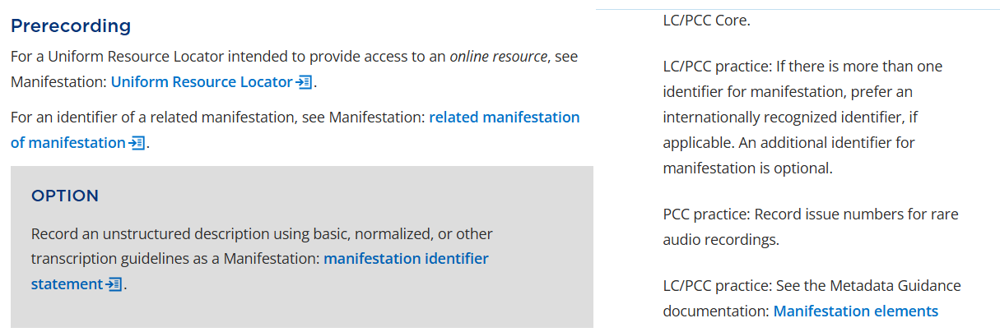 Prerecording
For a Uniform Resource Locator intended to provide access to an online resource, see
Manifestation: Uniform Resource Locator.
For an identifier of a related manifestation, see Manifestation: related manifestation
of manifestation.
OPTION
Record an unstructured description using basic, normalized, or other
transcription guidelines as a Manifestation: manifestation identifier
statement.
LC/PCC Core.
LC/PCC practice: If there is more than one
identifier for manifestation, prefer an
internationally recognized identifier, if
applicable. An additional identifier for
manifestation is optional.
PCC practice: Record issue numbers for rare
audio recordings.
LC/PCC practice: See the Metadata Guidance
documentation: Manifestation elements